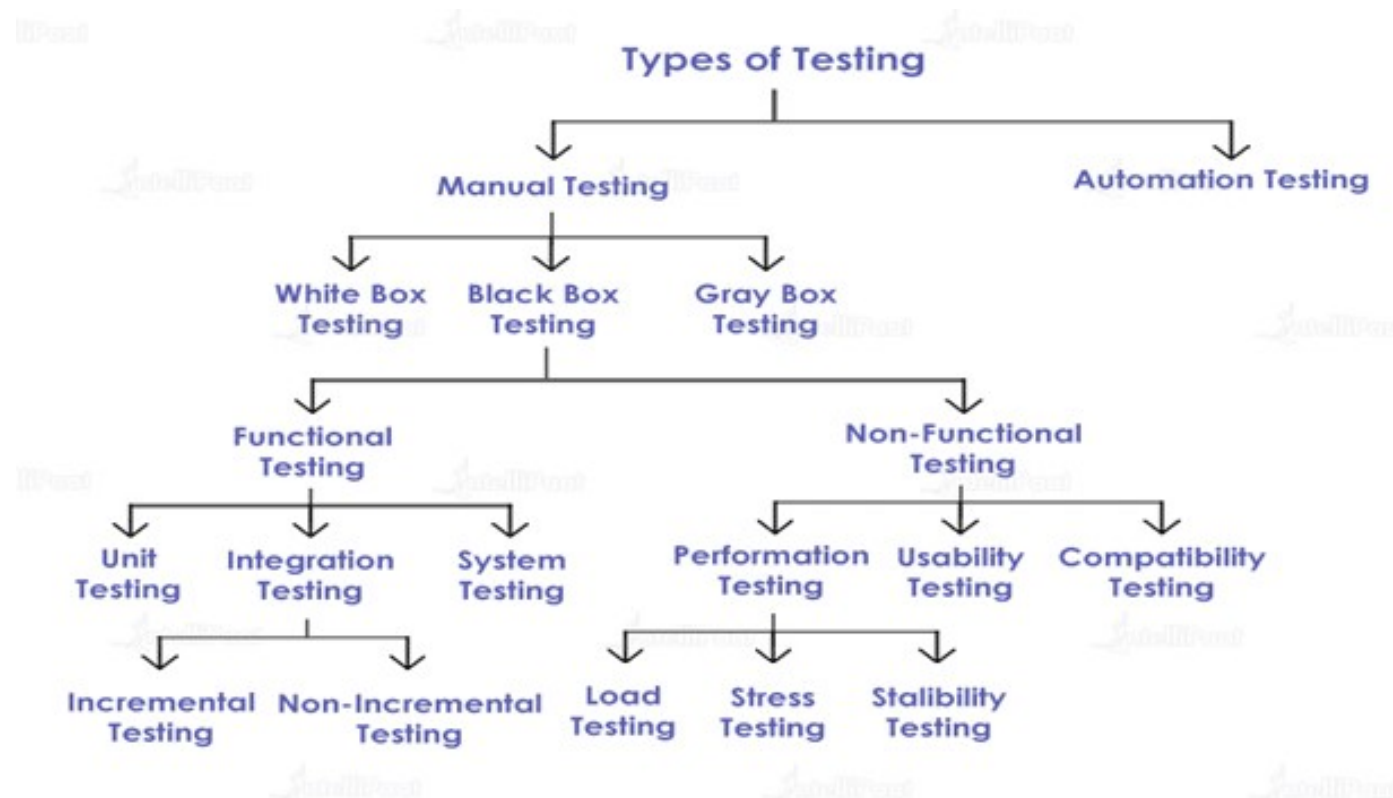 Types of Testing
Manual Testing
Automation Testing
White Box
Testing
Black Box
Testing
Gray Box
Testing
Functional
Testing
Non-Functional
Testing
Unit
Testing
Integration
Testing
System
Testing
Performation
Testing
Usability
Testing
Compatibility
Testing
Incremental
Testing
Non-Incremental
Testing
Load
Testing
Stress
Testing
Stalibility
Testing